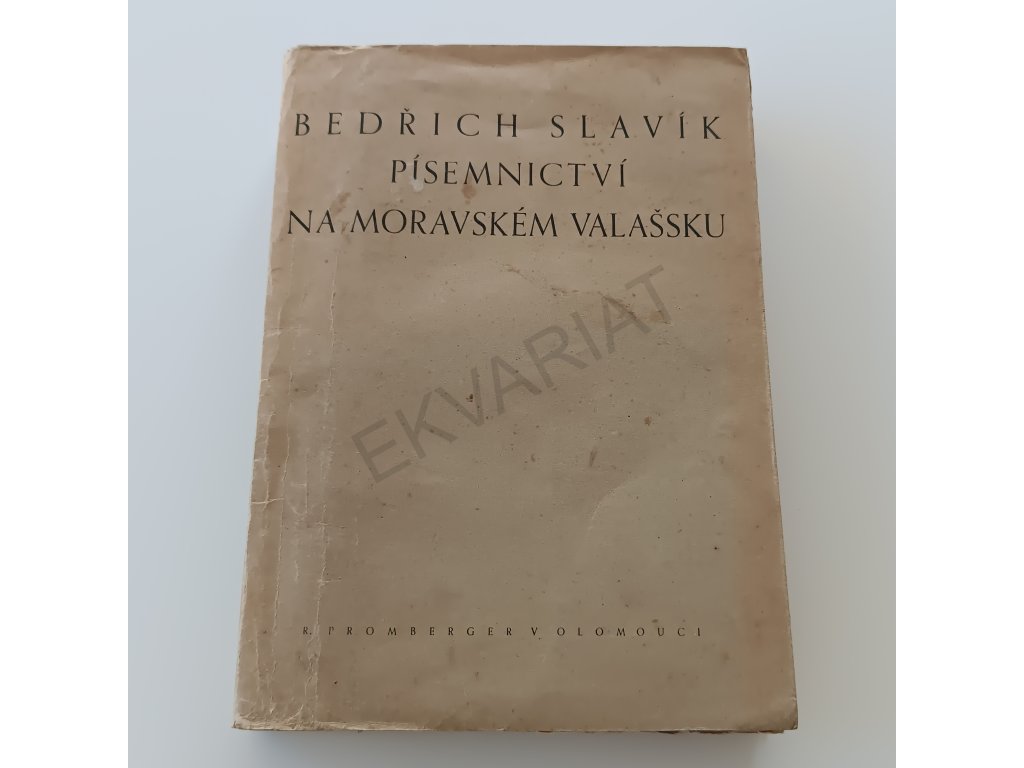 BEDŘICH SLAVÍK
PÍSEMNICTVÍ
NA MORAVSKÉM VALAŠSKU
EKVARIAT
R. PROMBERGER V OLOMOUCI